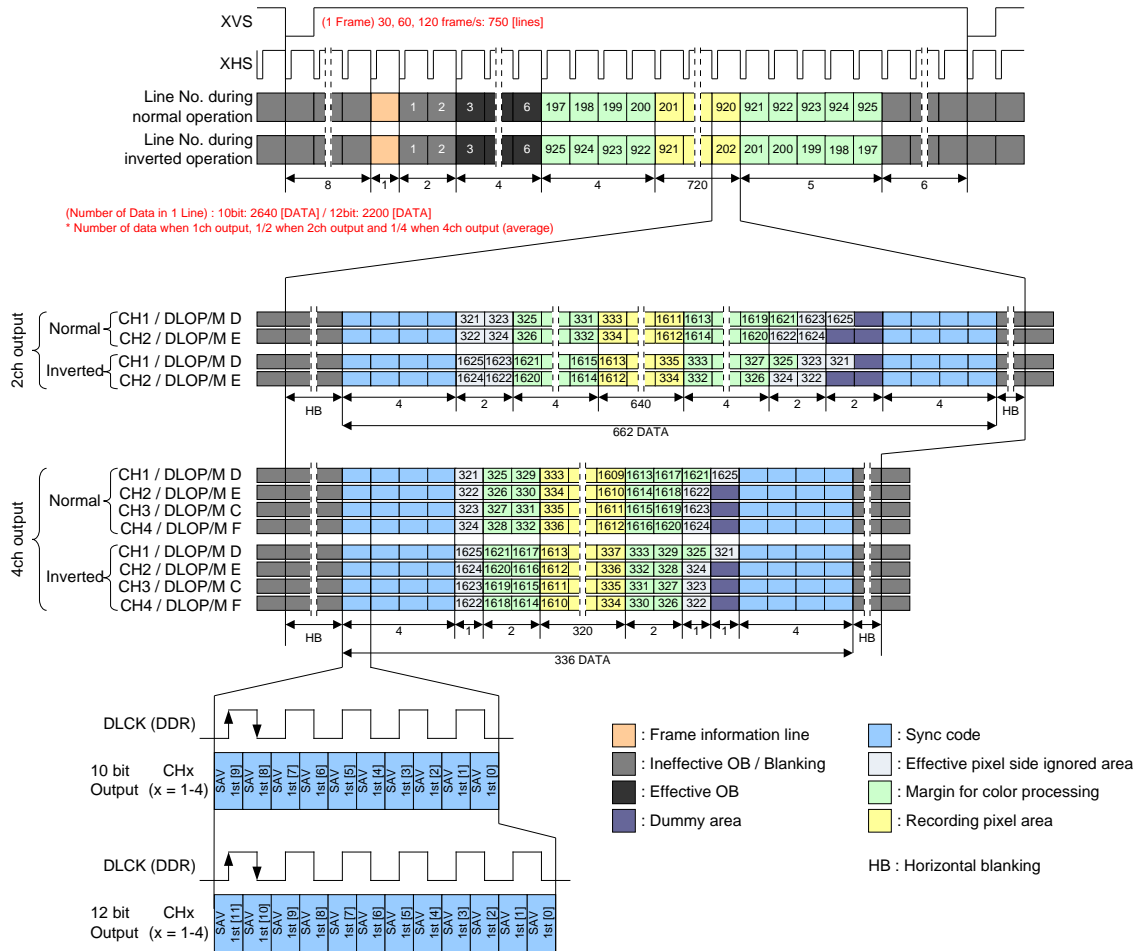 XVS
(1 Frame) 30, 60, 120 frame/s: 750 [lines]
XHS
Line No. during
normal operation
1 2 3 6 197 198 199 200 201 920 921 922 923 924 925
Line No. during
inverted operation
1 2 3 6 925 924 923 922 921 202 201 200 199 198 197
8 1 2 4 4 720 5 6
(Number of Data in 1 Line) : 10bit: 2640 [DATA] / 12bit: 2200 [DATA]
* Number of data when 1ch output, 1/2 when 2ch output and 1/4 when 4ch output (average)
2ch output
Normal
CH1 / DLOP/M D
321 323 325 331 333 1611 1613 1619 1621 1623 1625
CH2 / DLOP/M E
322 324 326 332 334 1612 1614 1620 1622 1624
Inverted
CH1 / DLOP/M D
1625 1623 1621 1615 1613 335 333 327 325 323 321
CH2 / DLOP/M E
1624 1622 1620 1614 1612 334 332 326 324 322
HB 4 2 4 640 4 2 2 4 HB
662 DATA
4ch output
Normal
CH1 / DLOP/M D
321 325 329 333 1609 1613 1617 1621 1625
CH2 / DLOP/M E
322 326 330 334 1610 1614 1618 1622
CH3 / DLOP/M C
323 327 331 335 1611 1615 1619 1623
CH4 / DLOP/M F
324 328 332 336 1612 1616 1620 1624
Inverted
CH1 / DLOP/M D
1625 1621 1617 1613 337 333 329 325 321
CH2 / DLOP/M E
1624 1620 1616 1612 336 332 328 324
CH3 / DLOP/M C
1623 1619 1615 1611 335 331 327 323
CH4 / DLOP/M F
1622 1618 1614 1610 334 330 326 322
HB 4 1 2 320 2 1 1 4 HB
336 DATA
DLCK (DDR)
10 bit CHx
Output (x = 1-4)
SAV 1st [9] SAV 1st [8] SAV 1st [7] SAV 1st [6] SAV 1st [5] SAV 1st [4] SAV 1st [3] SAV 1st [2] SAV 1st [1] SAV 1st [0]
DLCK (DDR)
12 bit CHx
Output (x = 1-4)
SAV 1st [11] SAV 1st [10] SAV 1st [9] SAV 1st [8] SAV 1st [7] SAV 1st [6] SAV 1st [5] SAV 1st [4] SAV 1st [3] SAV 1st [2] SAV 1st [1] SAV 1st [0]
: Frame information line
: Ineffective OB / Blanking
: Effective OB
: Dummy area
: Sync code
: Effective pixel side ignored area
: Margin for color processing
: Recording pixel area
HB : Horizontal blanking